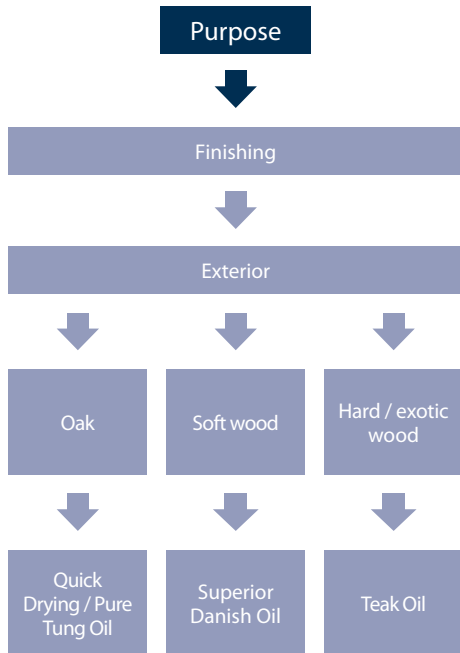 Purpose
Finishing
Exterior
Oak
Soft wood
Hard / exotic
wood
Quick
Drying / Pure
Tung Oil
Superior
Danish Oil
Teak Oil